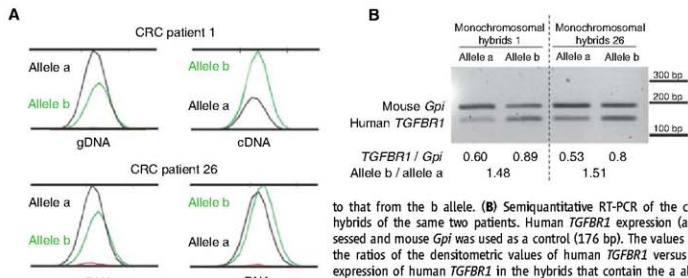 A
CRC patient 1
Allele a
Allele b
gDNA
Allele b
Allele a
cDNA
CRC patient 26
Allele a
Allele b
Allele a
Allele b
B
Monochromosomal hybrids 1
Monochromosomal hybrids 26
Allele a Allele b Allele a Allele b
300 bp
200 bp
100 bp
Mouse Gpi
Human TGFBR1
TGFBR1 / Gpi 0.60 0.89 0.53 0.8
Allele b / allele a 1.48 1.51
to that from the b allele. (B) Semiquantitative RT-PCR of the c
hybrids of the same two patients. Human TGFBR1 expression (a
sessed and mouse Gpi was used as a control (176 bp). The values
the ratios of the densitometric values of human TGFBR1 versus
expression of human TGFBR1 in the hybrids that contain the a a